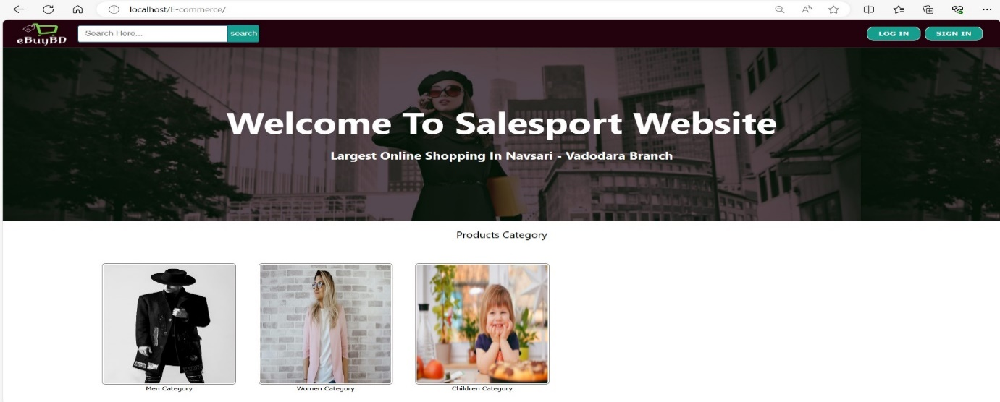 localhost/E-commerce/
eBuyBD
Search Here...
search
LOG IN
SIGN IN
Welcome To Salesport Website
Largest Online Shopping In Navsari - Vadodara Branch
Products Category
Men Category
Women Category
Children Category